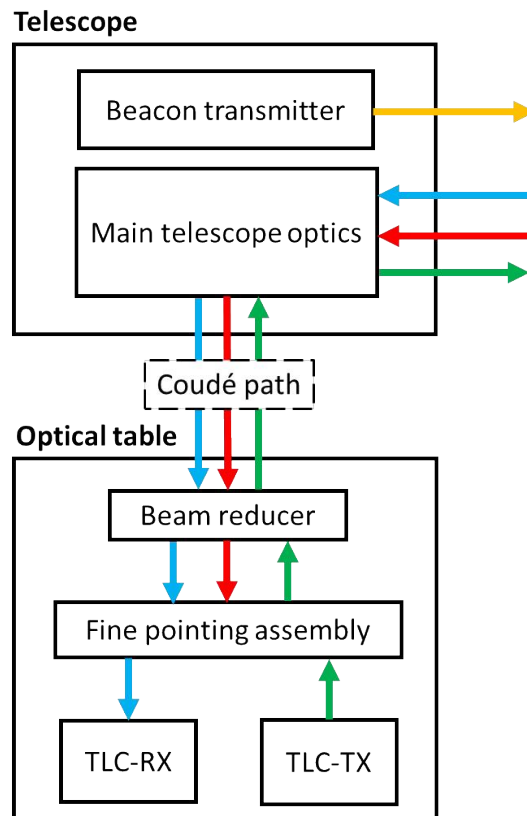 Telescope
Beacon transmitter
Main telescope optics
Coudé path
Optical table
Beam reducer
Fine pointing assembly
TLC-RX
TLC-TX